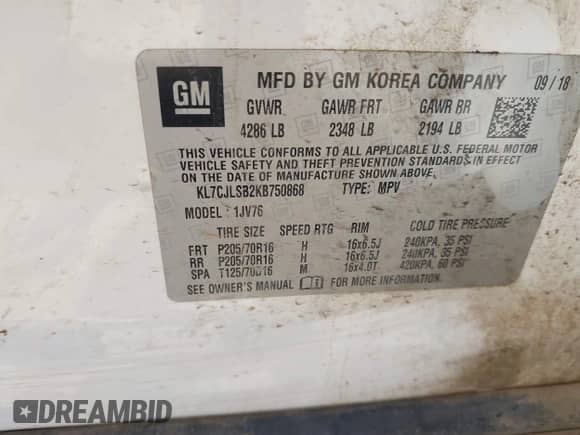 GM
MFD BY GM KOREA COMPANY 09/18
GVWR GAWR FRT GAWR RR
4286 LB 2348 LB 2194 LB
THIS VEHICLE CONFORMS TO ALL APPLICABLE U.S. FEDERAL MOTOR
VEHICLE SAFETY AND THEFT PREVENTION STANDARDS IN EFFECT
ON THE DATE OF MANUFACTURE SHOWN ABOVE.
KL7CJLSB2KB750868 TYPE: MPV
MODEL: 1JV76
TIRE SIZE SPEED RTG RIM COLD TIRE PRESSURE
FRT P205/70R16 H 16x6.5J 240KPA, 35 PSI
RR P205/70R16 H 16x6.5J 240KPA, 35 PSI
SPA T125/70D16 M 16x4.0T 420KPA, 60 PSI
SEE OWNER'S MANUAL FOR MORE INFORMATION.
DREAMBID